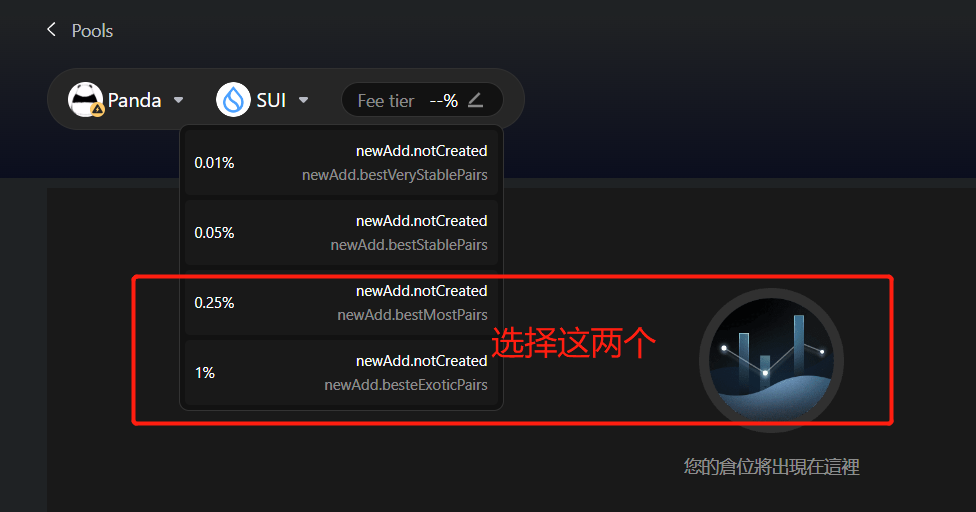 Pools
Panda
SUI
Fee tier --%
0.01%
newAdd.notCreated
newAdd.bestVeryStablePairs
0.05%
newAdd.notCreated
newAdd.bestStablePairs
0.25%
newAdd.notCreated
newAdd.bestMostPairs
选择这两个
1%
newAdd.notCreated
newAdd.besteExoticPairs
您的倉位將出現在這裡